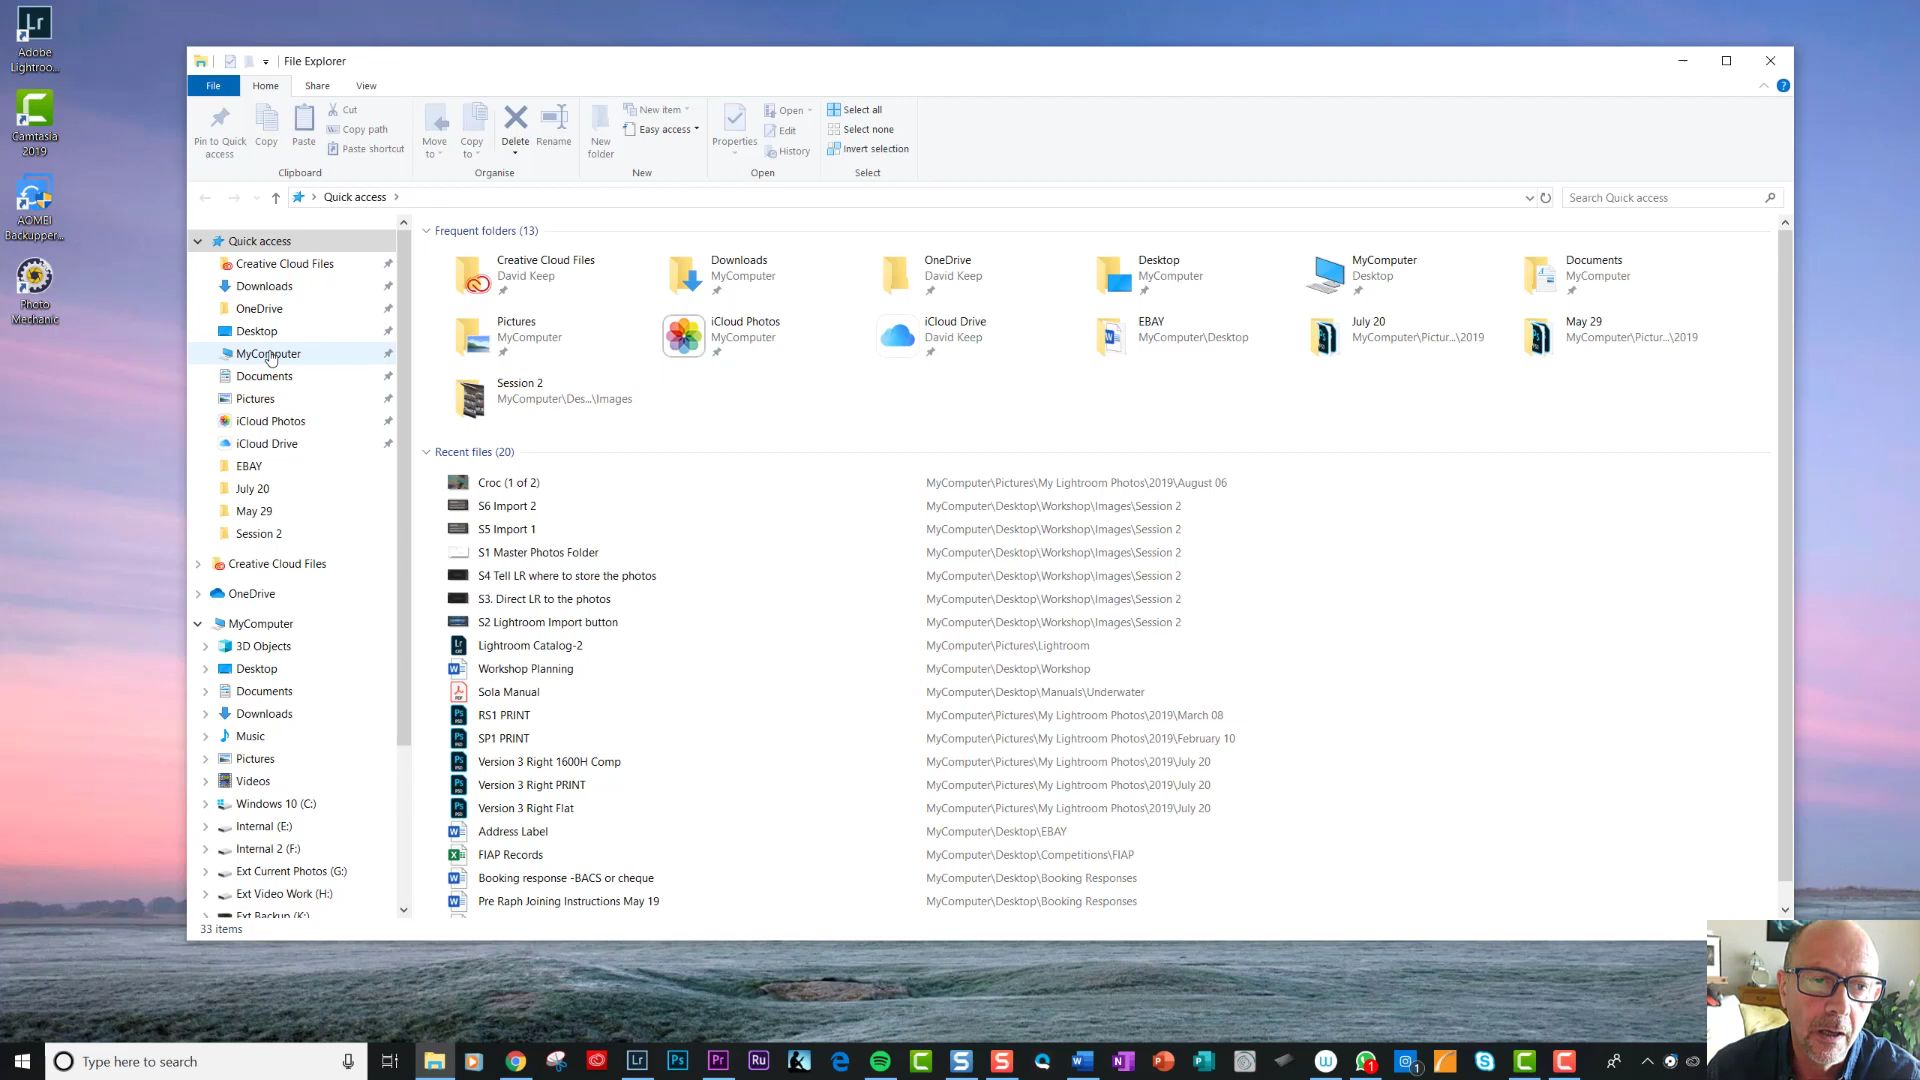 Adobe
Lightroo...
Camtasia
2019
AOMEI
Backupper...
Photo
Mechanic
File Explorer
File Home Share View
Pin to Quick
access
Copy
Paste
Cut
Copy path
Paste shortcut
Clipboard
Move
to
Copy
to
Delete
Rename
Organise
New
folder
New item
Easy access
New
Properties
Open
Edit
History
Open
Select all
Select none
Invert selection
Select
Quick access
Search Quick access
Quick access
Creative Cloud Files
Downloads
OneDrive
Desktop
MyComputer
Documents
Pictures
iCloud Photos
iCloud Drive
EBAY
July 20
May 29
Session 2
Creative Cloud Files
OneDrive
MyComputer
3D Objects
Desktop
Documents
Downloads
Music
Pictures
Videos
Windows 10 (C:)
Internal (E:)
Internal 2 (F:)
Ext Current Photos (G:)
Ext Video Work (H:)
Ext Backup (K:)
33 items
Frequent folders (13)
Creative Cloud Files
David Keep
Downloads
MyComputer
OneDrive
David Keep
Desktop
MyComputer
MyComputer
Desktop
Documents
MyComputer
Pictures
MyComputer
iCloud Photos
MyComputer
iCloud Drive
David Keep
EBAY
MyComputer\Desktop
July 20
MyComputer\Pictur...\2019
May 29
MyComputer\Pictur...\2019
Session 2
MyComputer\Des...\Images
Recent files (20)
Croc (1 of 2) MyComputer\Pictures\My Lightroom Photos\2019\August 06
S6 Import 2 MyComputer\Desktop\Workshop\Images\Session 2
S5 Import 1 MyComputer\Desktop\Workshop\Images\Session 2
S1 Master Photos Folder MyComputer\Desktop\Workshop\Images\Session 2
S4 Tell LR where to store the photos MyComputer\Desktop\Workshop\Images\Session 2
S3. Direct LR to the photos MyComputer\Desktop\Workshop\Images\Session 2
S2 Lightroom Import button MyComputer\Desktop\Workshop\Images\Session 2
Lightroom Catalog-2 MyComputer\Pictures\Lightroom
Workshop Planning MyComputer\Desktop\Workshop
Sola Manual MyComputer\Desktop\Manuals\Underwater
RS1 PRINT MyComputer\Pictures\My Lightroom Photos\2019\March 08
SP1 PRINT MyComputer\Pictures\My Lightroom Photos\2019\February 10
Version 3 Right 1600H Comp MyComputer\Pictures\My Lightroom Photos\2019\July 20
Version 3 Right PRINT MyComputer\Pictures\My Lightroom Photos\2019\July 20
Version 3 Right Flat MyComputer\Pictures\My Lightroom Photos\2019\July 20
Address Label MyComputer\Desktop\EBAY
FIAP Records MyComputer\Desktop\Competitions\FIAP
Booking response -BACS or cheque MyComputer\Desktop\Booking Responses
Pre Raph Joining Instructions May 19 MyComputer\Desktop\Booking Responses
Type here to search